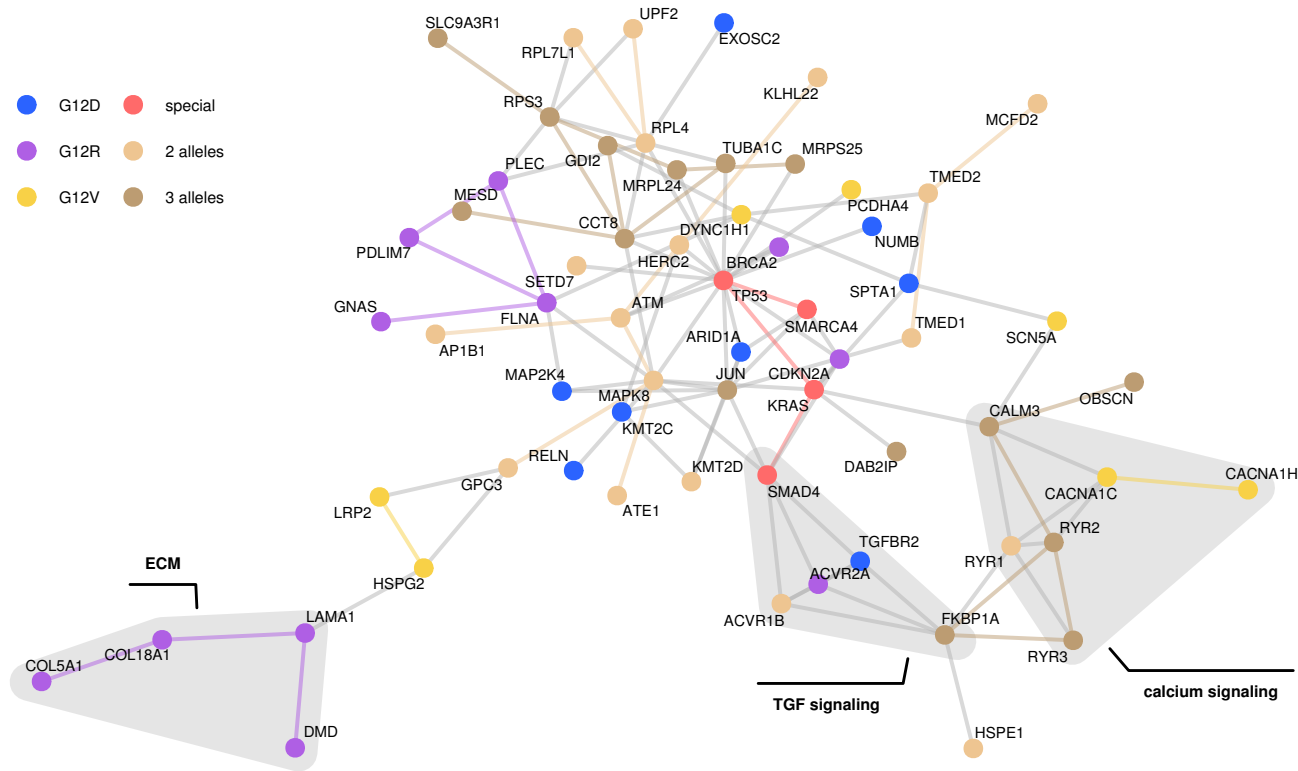 SLC9A3R1
UPF2
RPL7L1
EXOSC2
KLHL22
G12D
special
RPS3
MCFD2
RPL4
G12R
2 alleles
TUBA1C
MRPS25
PLEC
GDI2
MRPL24
TMED2
G12V
3 alleles
MESD
PCDHA4
CCT8
DYNC1H1
NUMB
PDLIM7
HERC2
BRCA2
SETD7
SPTA1
TP53
GNAS
ATM
FLNA
SMARCA4
TMED1
ARID1A
SCN5A
AP1B1
MAP2K4
JUN
CDKN2A
MAPK8
KRAS
OBSCN
CALM3
KMT2C
RELN
KMT2D
DAB2IP
CACNA1H
GPC3
SMAD4
CACNA1C
LRP2
ATE1
RYR2
TGFBR2
ECM
RYR1
ACVR2A
HSPG2
LAMA1
ACVR1B
FKBP1A
COL18A1
RYR3
COL5A1
calcium signaling
TGF signaling
DMD
HSPE1